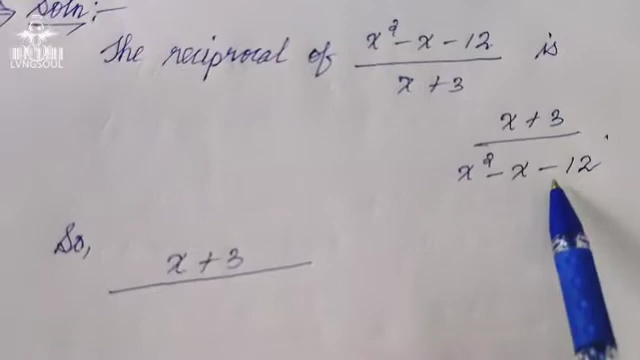 Soln:-
LVNGSOUL
The reciprocal of (x² - x - 12)/(x + 3) is
(x + 3)/(x² - x - 12) .
So,
x + 3